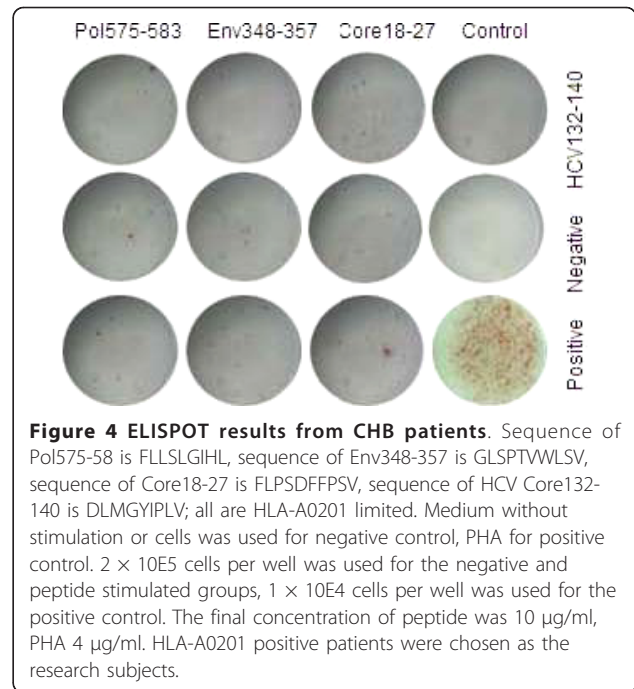 Pol575-583 Env348-357 Core18-27 Control
HCV132-140
Negative
Positive
Figure 4 ELISPOT results from CHB patients. Sequence of
Pol575-58 is FLLSLGIHL, sequence of Env348-357 is GLSPTVWLSV,
sequence of Core18-27 is FLPSDFFPSV, sequence of HCV Core132-
140 is DLMGYIPLV; all are HLA-A0201 limited. Medium without
stimulation or cells was used for negative control, PHA for positive
control. 2 × 10E5 cells per well was used for the negative and
peptide stimulated groups, 1 × 10E4 cells per well was used for the
positive control. The final concentration of peptide was 10 μg/ml,
PHA 4 μg/ml. HLA-A0201 positive patients were chosen as the
research subjects.